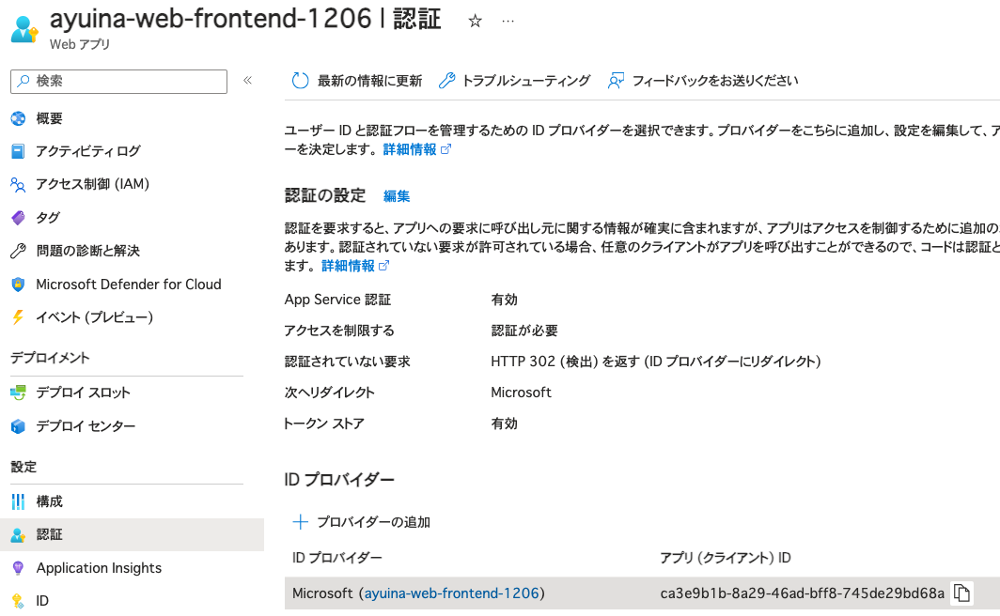 ayuina-web-frontend-1206 | 認証 ☆ ...
Web アプリ
検索 «
概要
アクティビティ ログ
アクセス制御 (IAM)
タグ
問題の診断と解決
Microsoft Defender for Cloud
イベント (プレビュー)
デプロイメント
デプロイ スロット
デプロイ センター
設定
構成
認証
Application Insights
ID
最新の情報に更新 トラブルシューティング フィードバックをお送りください
ユーザー ID と認証フローを管理するための ID プロバイダーを選択できます。プロバイダーをこちらに追加し、設定を編集して、ア
ーを決定します。 詳細情報
認証の設定 編集
認証を要求すると、アプリへの要求に呼び出し元に関する情報が確実に含まれますが、アプリはアクセスを制御するために追加の
あります。認証されていない要求が許可されている場合、任意のクライアントがアプリを呼び出すことができるので、コードは認証と
ます。 詳細情報
App Service 認証 有効
アクセスを制限する 認証が必要
認証されていない要求 HTTP 302 (検出) を返す (ID プロバイダーにリダイレクト)
次へリダイレクト Microsoft
トークン ストア 有効
ID プロバイダー
プロバイダーの追加
ID プロバイダー アプリ (クライアント) ID
Microsoft (ayuina-web-frontend-1206) ca3e9b1b-8a29-46ad-bff8-745de29bd68a